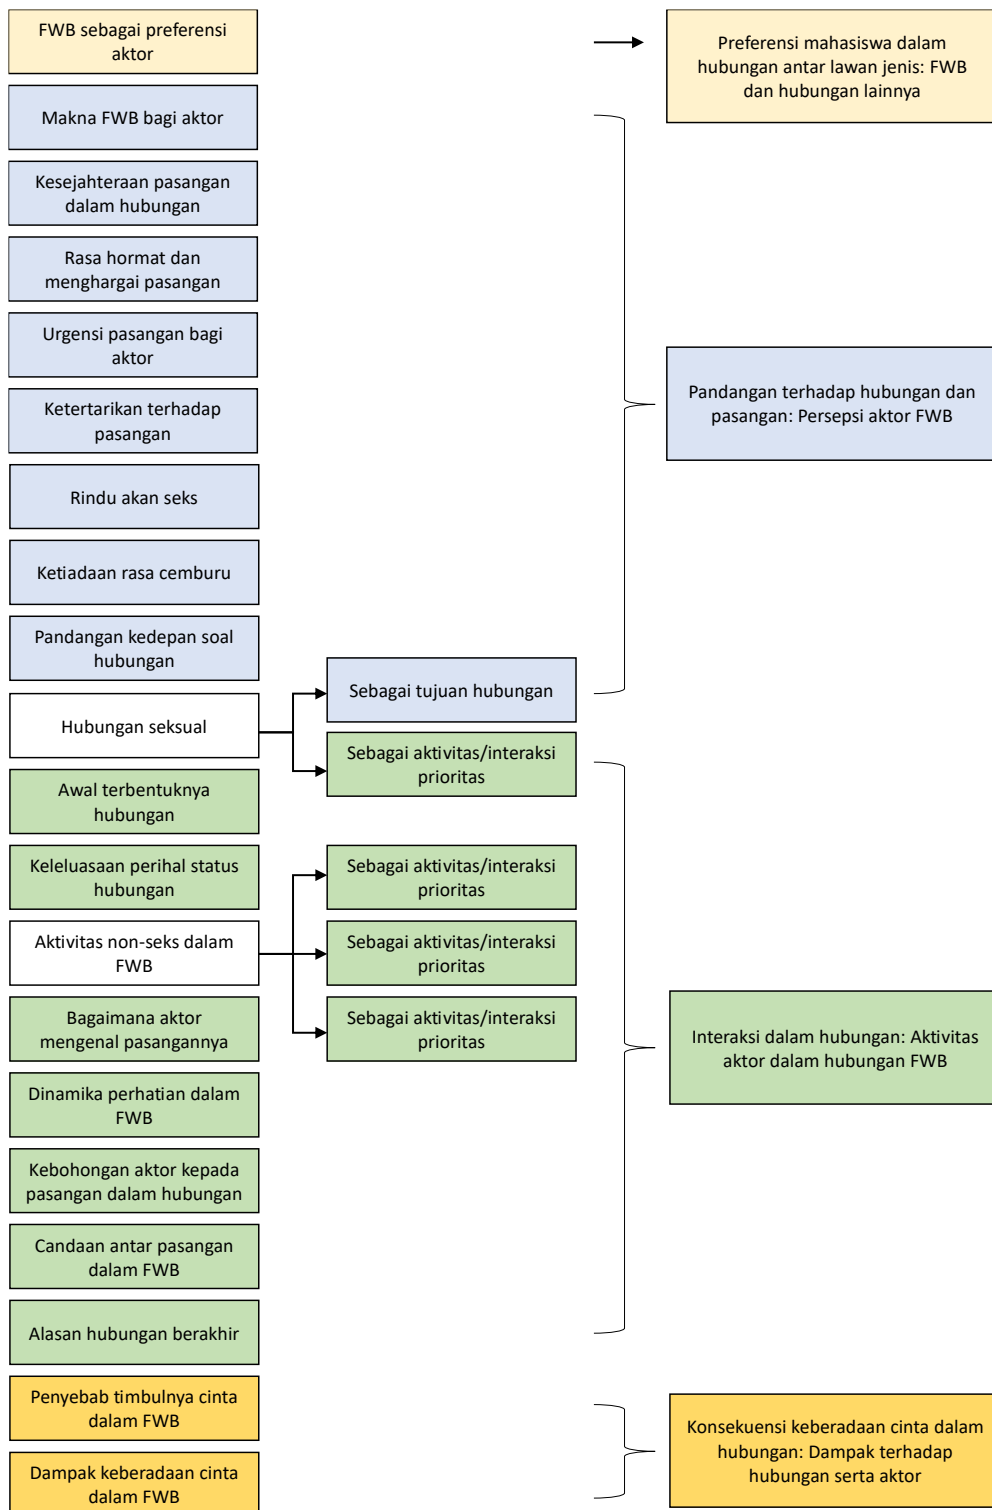 FWB sebagai preferensi
aktor
Preferensi mahasiswa dalam
hubungan antar lawan jenis: FWB
dan hubungan lainnya
Makna FWB bagi aktor
Kesejahteraan pasangan
dalam hubungan
Rasa hormat dan
menghargai pasangan
Urgensi pasangan bagi
aktor
Ketertarikan terhadap
pasangan
Rindu akan seks
Ketiadaan rasa cemburu
Pandangan kedepan soal
hubungan
Pandangan terhadap hubungan dan
pasangan: Persepsi aktor FWB
Hubungan seksual
Sebagai tujuan hubungan
Sebagai aktivitas/interaksi
prioritas
Awal terbentuknya
hubungan
Keleluasaan perihal status
hubungan
Aktivitas non-seks dalam
FWB
Sebagai aktivitas/interaksi
prioritas
Sebagai aktivitas/interaksi
prioritas
Sebagai aktivitas/interaksi
prioritas
Bagaimana aktor
mengenal pasangannya
Dinamika perhatian dalam
FWB
Kebohongan aktor kepada
pasangan dalam hubungan
Candaan antar pasangan
dalam FWB
Alasan hubungan berakhir
Interaksi dalam hubungan: Aktivitas
aktor dalam hubungan FWB
Penyebab timbulnya cinta
dalam FWB
Dampak keberadaan cinta
dalam FWB
Konsekuensi keberadaan cinta dalam
hubungan: Dampak terhadap
hubungan serta aktor